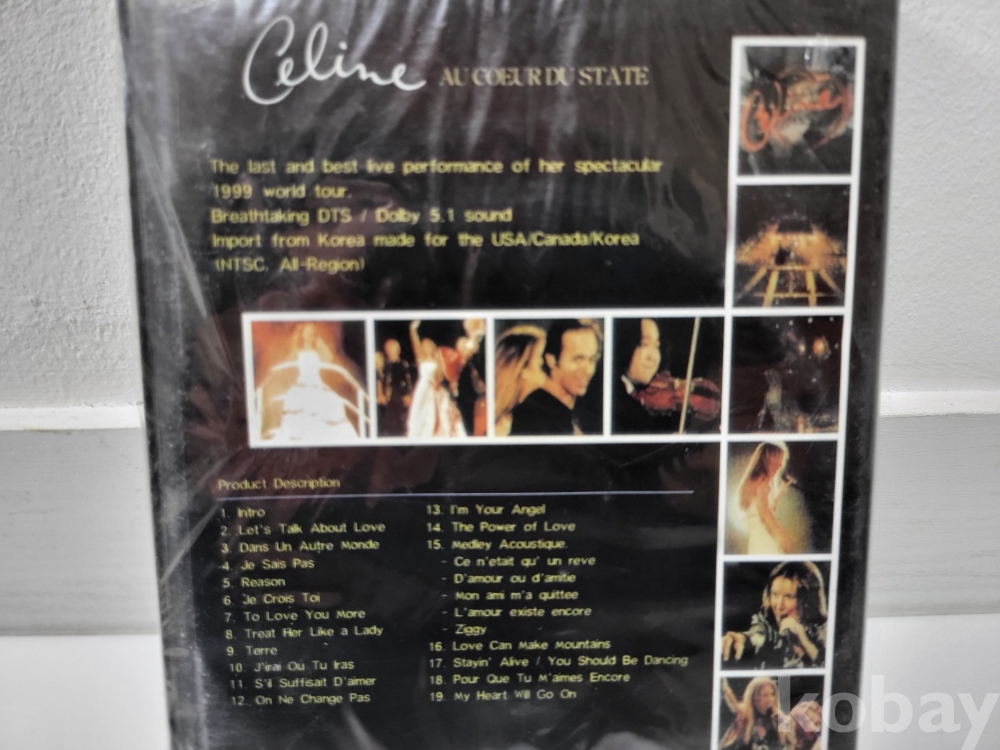 Celine AU COEUR DU STATE
The last and best live performance of her spectacular
1999 world tour.
Breathtaking DTS / Dolby 5.1 sound
Import from Korea made for the USA/Canada/Korea
(NTSC, All-Region)
Product Description
1. Intro
2. Let's Talk About Love
3. Dans Un Autre Monde
4. Je Sais Pas
5. Reason
6. Je Crois Toi
7. To Love You More
8. Treat Her Like a Lady
9. Terre
10. J'irai Ou Tu Iras
11. S'il Suffisait D'aimer
12. On Ne Change Pas
13. I'm Your Angel
14. The Power of Love
15. Medley Acoustique.
- Ce n'etait qu' un reve
- D'amour ou d'amitie
- Mon ami m'a quittee
- L'amour existe encore
- Ziggy
16. Love Can Make Mountains
17. Stayin' Alive / You Should Be Dancing
18. Pour Que Tu M'aimes Encore
19. My Heart Will Go On
kobay